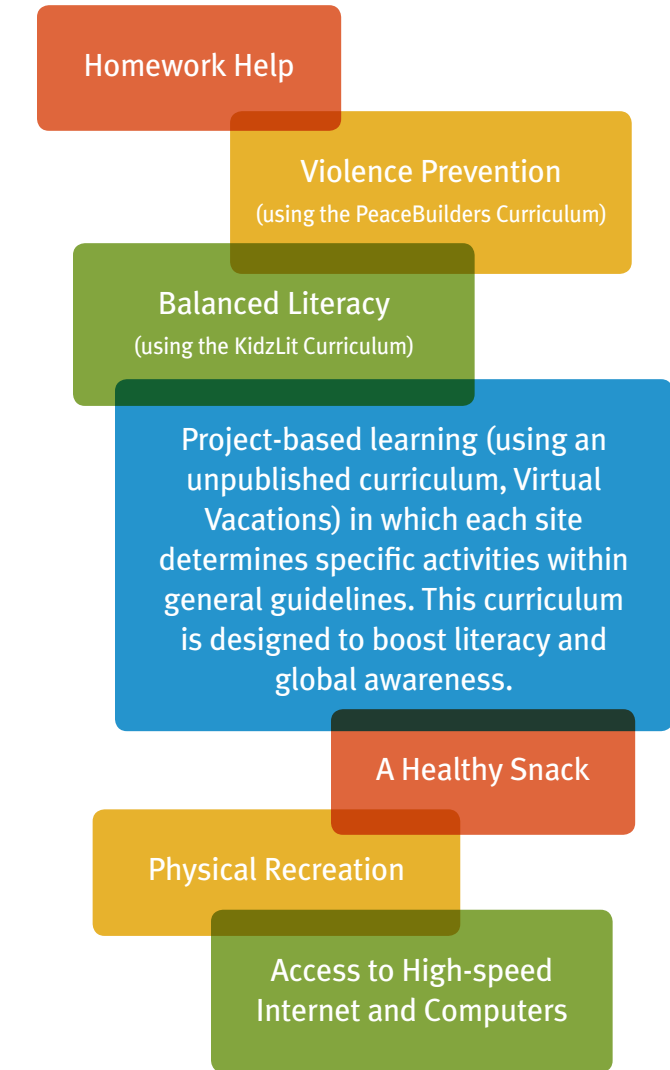 Homework Help
Violence Prevention
(using the PeaceBuilders Curriculum)
Balanced Literacy
(using the KidzLit Curriculum)
Project-based learning (using an
unpublished curriculum, Virtual
Vacations) in which each site
determines specific activities within
general guidelines. This curriculum
is designed to boost literacy and
global awareness.
A Healthy Snack
Physical Recreation
Access to High-speed
Internet and Computers